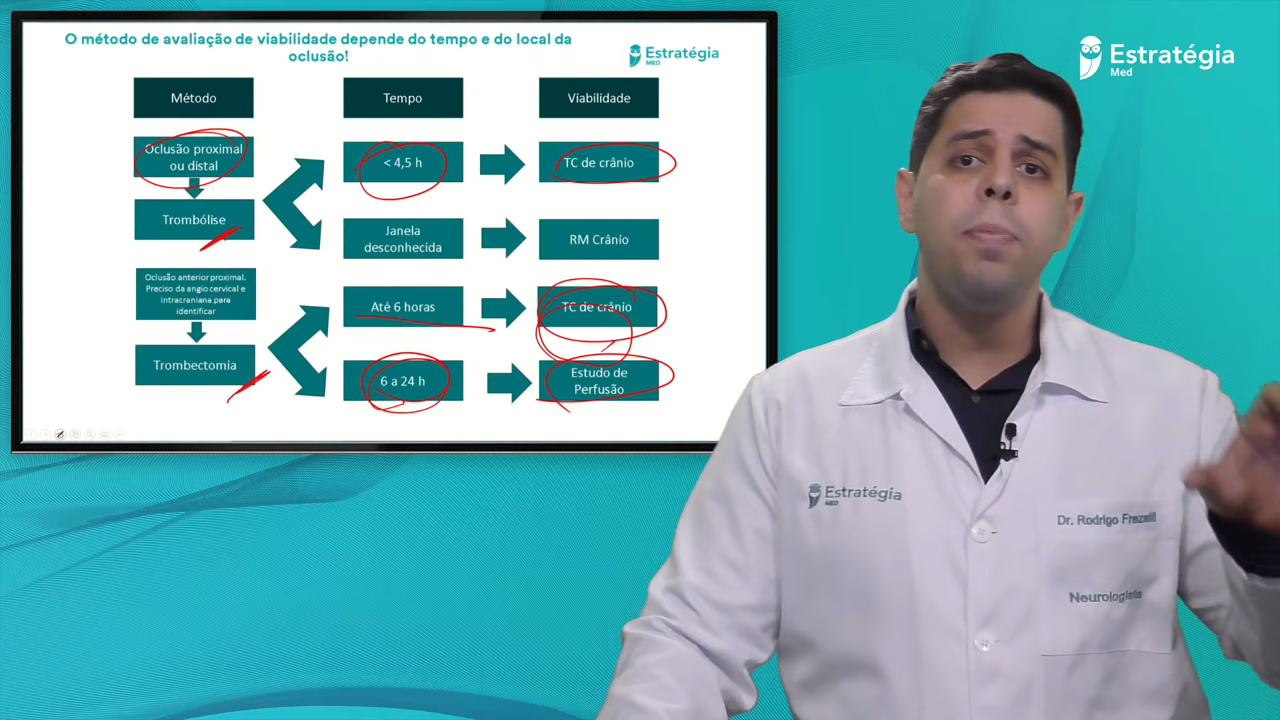 O método de avaliação de viabilidade depende do tempo e do local da
oclusão!
Estratégia
MED
Método
Tempo
Viabilidade
Oclusão proximal
ou distal
< 4,5 h
TC de crânio
Trombólise
Janela
desconhecida
RM Crânio
Oclusão anterior proximal.
Preciso da angio cervical e
intracraniana para
identificar
Até 6 horas
TC de crânio
Trombectomia
6 a 24 h
Estudo de
Perfusão
Estratégia
Med
Estratégia
MED
Dr. Rodrigo
Neurologista